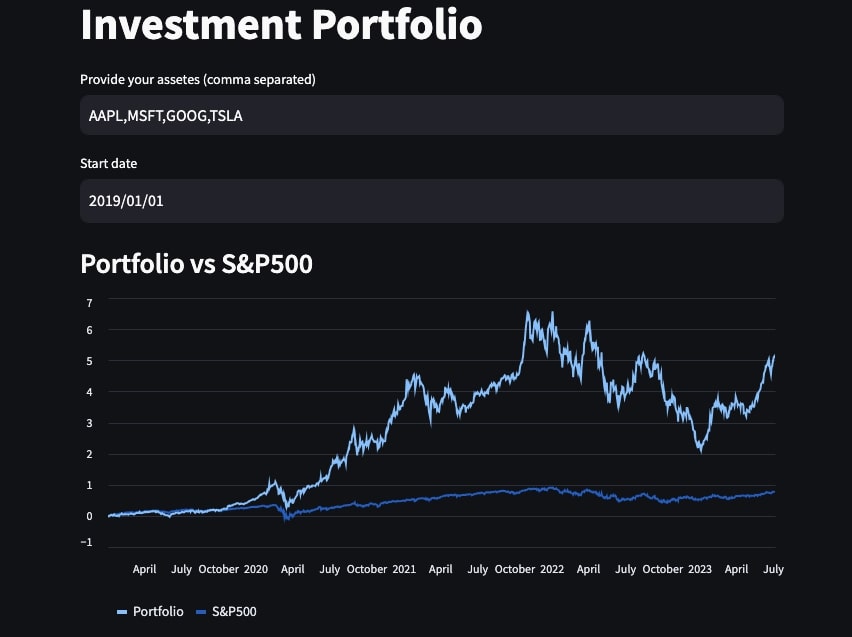 Investment Portfolio
Provide your assetes (comma separated)
AAPL,MSFT,GOOG,TSLA
Start date
2019/01/01
Portfolio vs S&P500
7
6
5
4
3
2
1
0
−1
April July October 2020 April July October 2021 April July October 2022 April July October 2023 April July
Portfolio S&P500